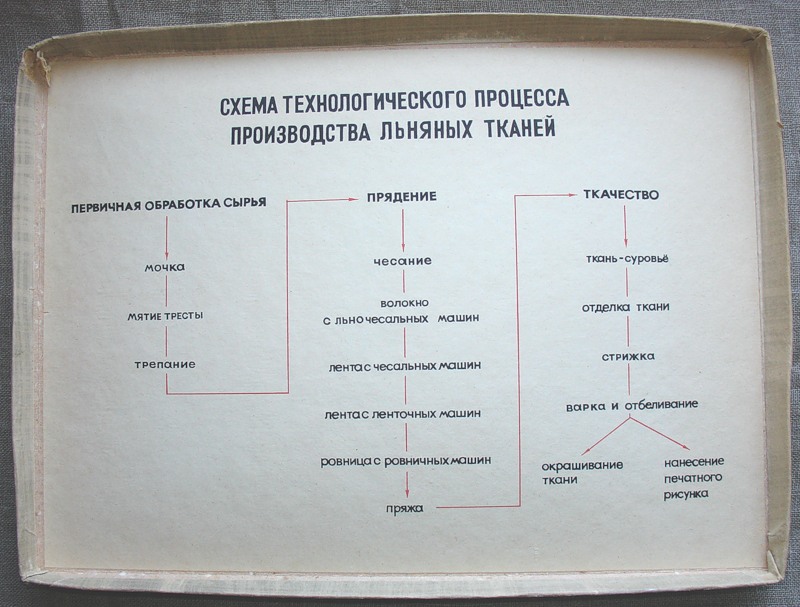 СХЕМА ТЕХНОЛОГИЧЕСКОГО ПРОЦЕССА
ПРОИЗВОДСТВА ЛЬНЯНЫХ ТКАНЕЙ
ПЕРВИЧНАЯ ОБРАБОТКА СЫРЬЯ
мочка
МЯТИЕ ТРЕСТЫ
трепание
ПРЯДЕНИЕ
чесание
волокно
с льночесальных машин
лента с чесальных машин
лента с ленточных машин
ровница с ровничных машин
пряжа
ТКАЧЕСТВО
ткань-суровьё
отделка ткани
стрижка
варка и отбеливание
окрашивание
ткани
нанесение
печатного
рисунка